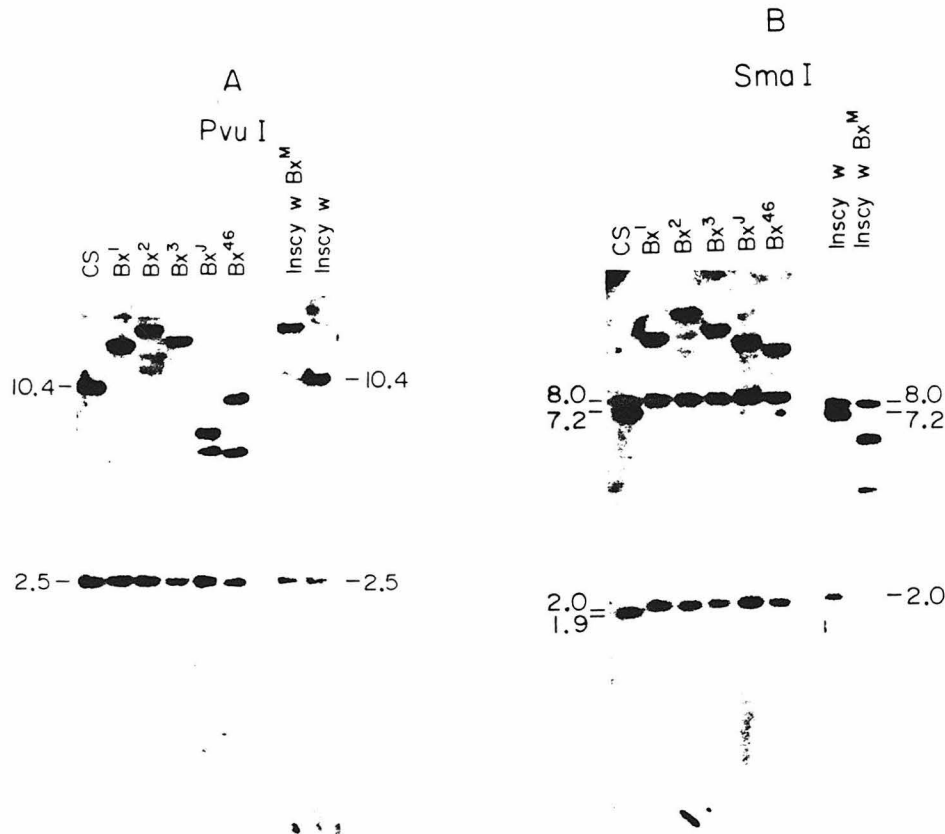 A
Pvu I
CS
Bx¹
Bx²
Bx³
Bxᴶ
Bx⁴⁶
Inscy w Bxᴹ
Inscy w
10.4–
–10.4
2.5–
–2.5
B
Sma I
CS
Bx¹
Bx²
Bx³
Bxᴶ
Bx⁴⁶
Inscy w
Inscy w Bxᴹ
8.0
7.2
–8.0
–7.2
2.0
1.9
–2.0